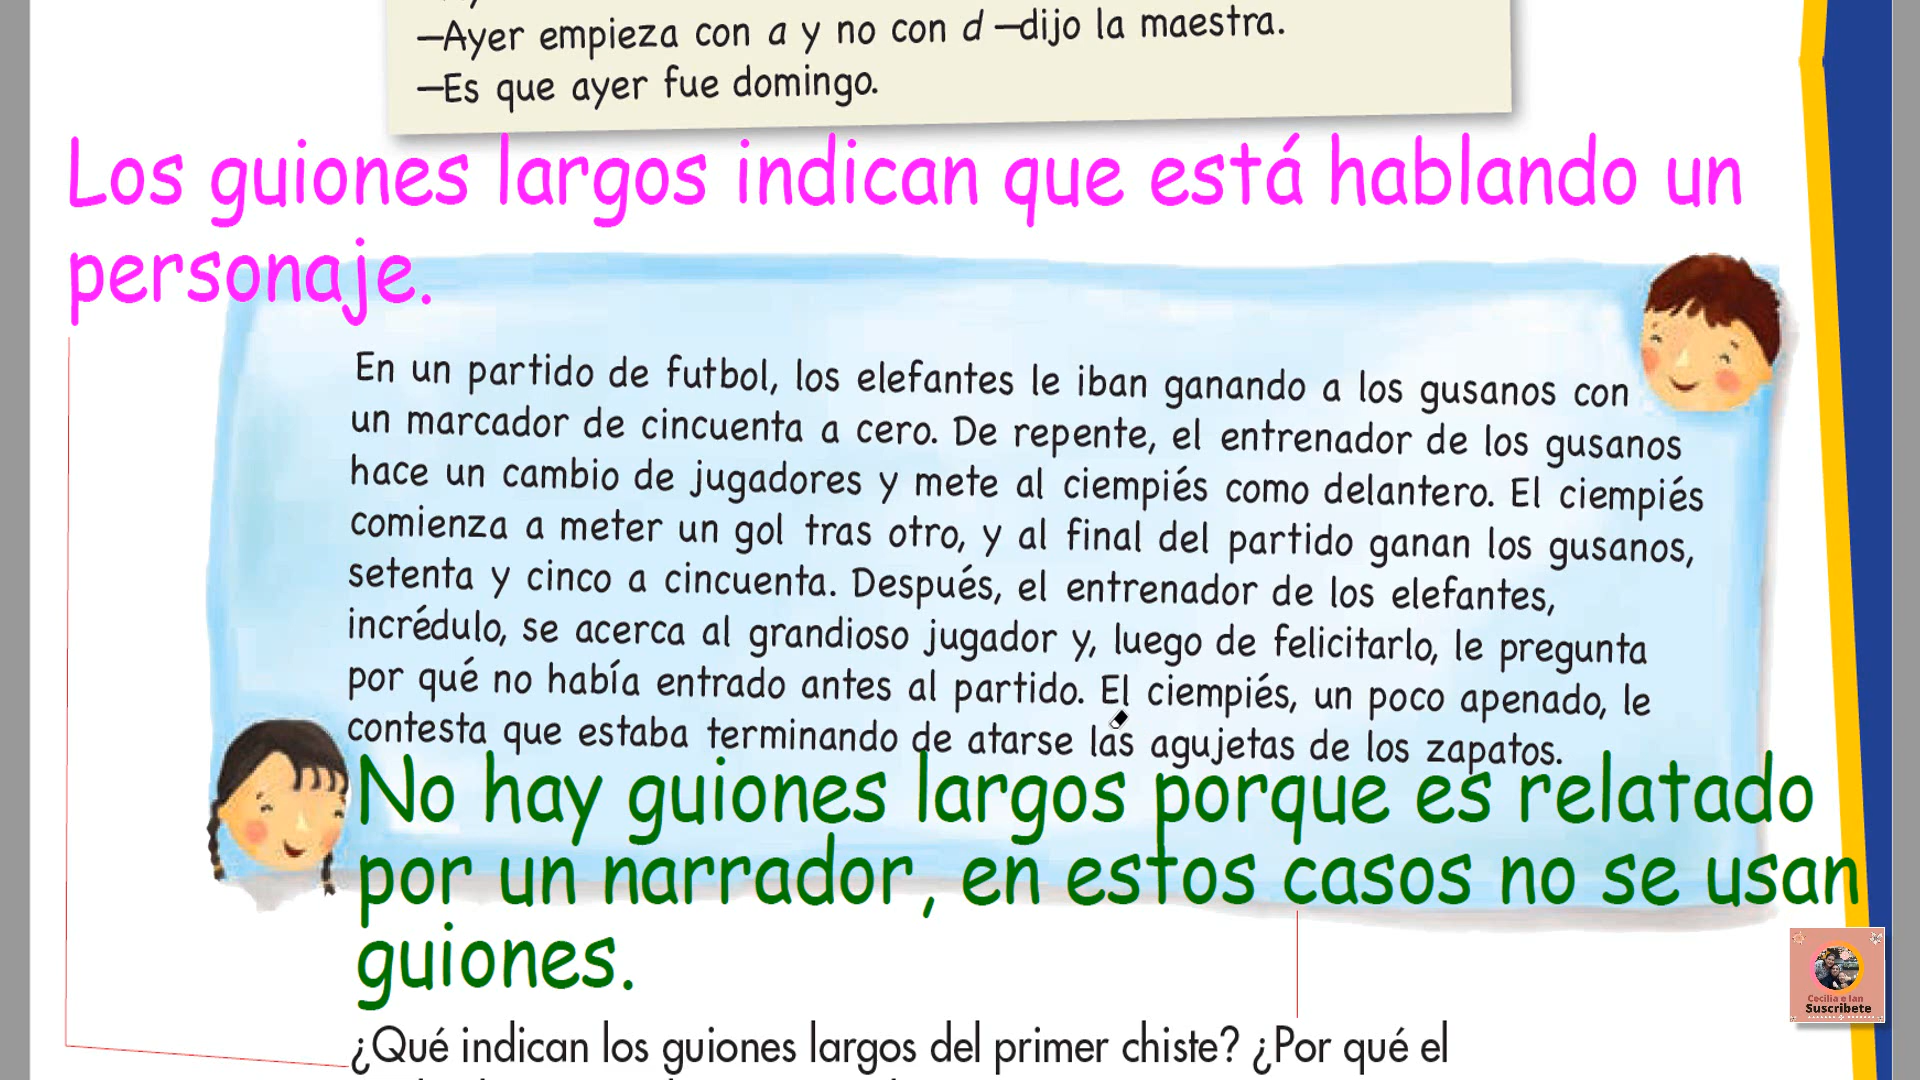 —Ayer empieza con a y no con d —dijo la maestra.
—Es que ayer fue domingo.
Los guiones largos indican que está hablando un
personaje.
En un partido de futbol, los elefantes le iban ganando a los gusanos con
un marcador de cincuenta a cero. De repente, el entrenador de los gusanos
hace un cambio de jugadores y mete al ciempiés como delantero. El ciempiés
comienza a meter un gol tras otro, y al final del partido ganan los gusanos,
setenta y cinco a cincuenta. Después, el entrenador de los elefantes,
incrédulo, se acerca al grandioso jugador y, luego de felicitarlo, le pregunta
por qué no había entrado antes al partido. El ciempiés, un poco apenado, le
contesta que estaba terminando de atarse las agujetas de los zapatos.
No hay guiones largos porque es relatado
por un narrador, en estos casos no se usan
guiones.
Cecilia e Ian
Suscribete
¿Qué indican los guiones largos del primer chiste? ¿Por qué el